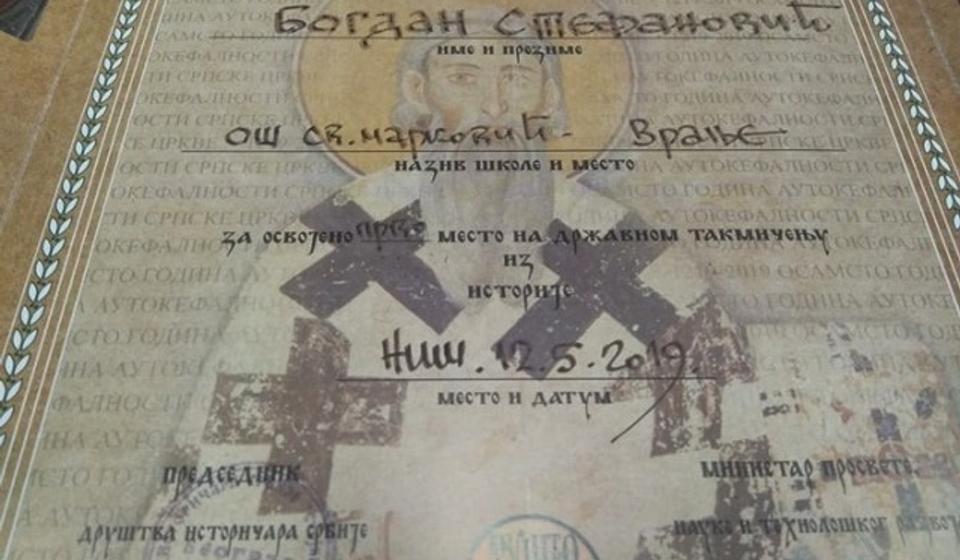 Богдан Стефановић
име и презиме
ОШ Св. Марковић - Врање
назив школе и место
за освојено прво место на државном такмичењу
из
историје
Ниш. 12.5.2019.
место и датум
председник
министар просвете,
друштва историчара србије
науке и технолошког развоја